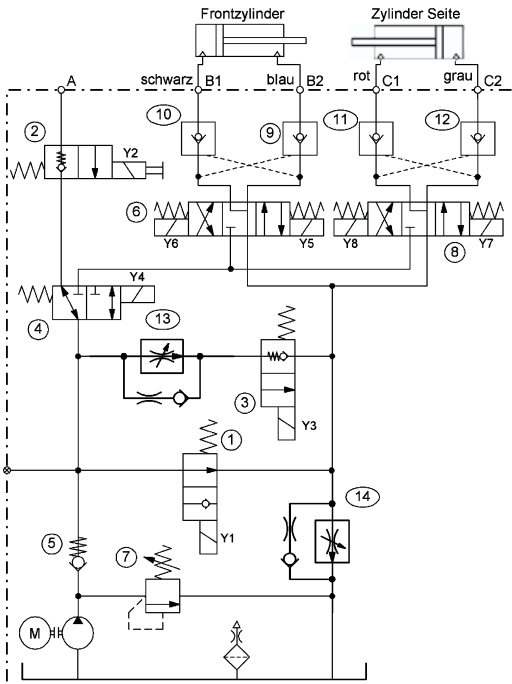 Frontzylinder Zylinder Seite
A schwarz B1 blau B2 rot C1 grau C2
10 9 11 12
2 Y2
6 Y6 Y5 Y8 8 Y7
Y4
4 13
3 Y3
1
14
5 7 Y1
M